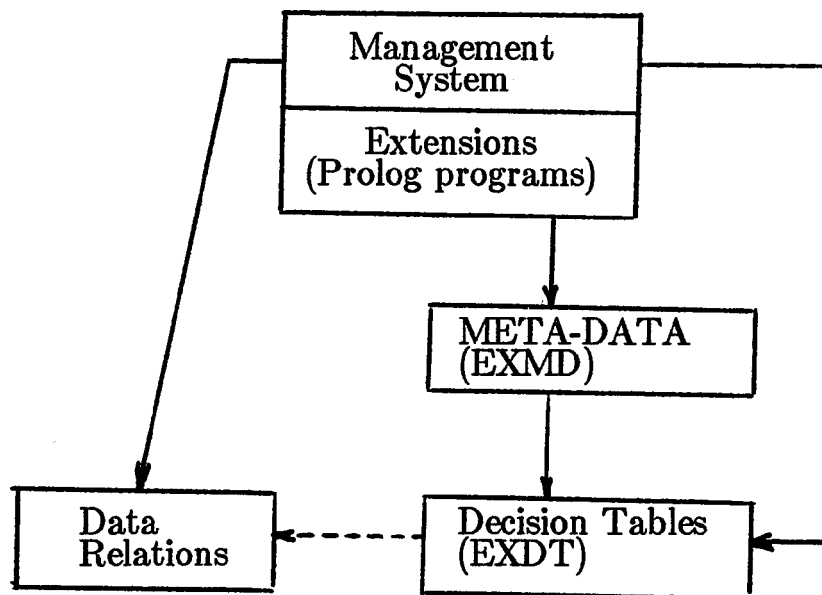 Management
System
Extensions
(Prolog programs)
META-DATA
(EXMD)
Data
Relations
Decision Tables
(EXDT)